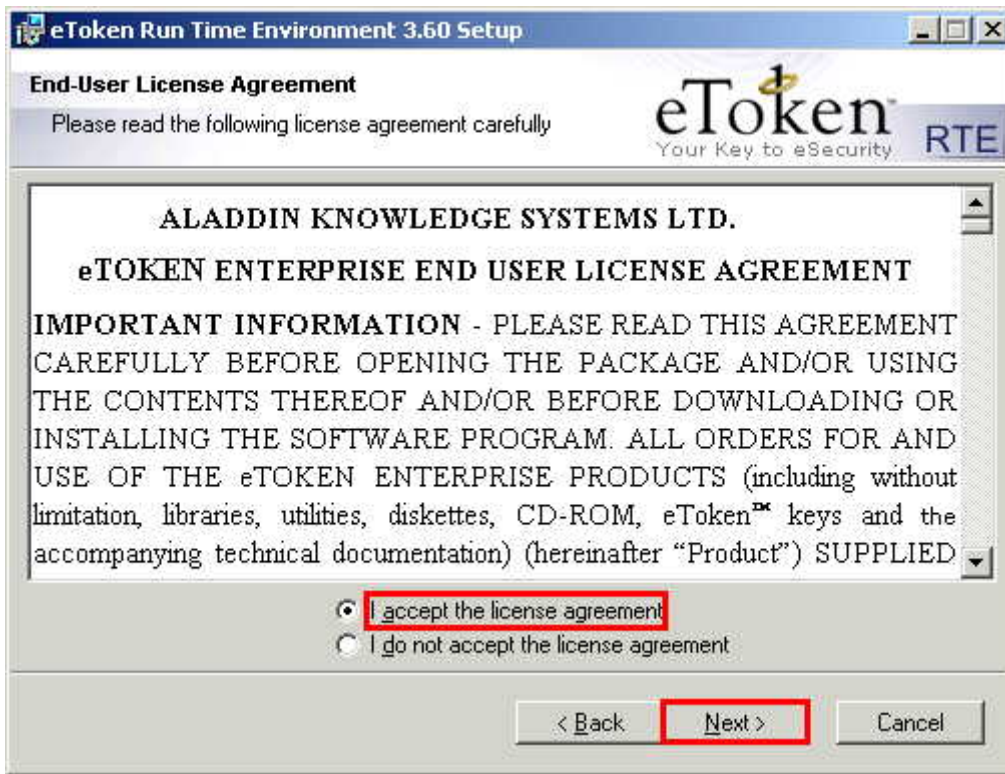 eToken Run Time Environment 3.60 Setup
End-User License Agreement
Please read the following license agreement carefully
eToken™
Your Key to eSecurity
RTE
ALADDIN KNOWLEDGE SYSTEMS LTD.
eTOKEN ENTERPRISE END USER LICENSE AGREEMENT
IMPORTANT INFORMATION - PLEASE READ THIS AGREEMENT
CAREFULLY BEFORE OPENING THE PACKAGE AND/OR USING
THE CONTENTS THEREOF AND/OR BEFORE DOWNLOADING OR
INSTALLING THE SOFTWARE PROGRAM. ALL ORDERS FOR AND
USE OF THE eTOKEN ENTERPRISE PRODUCTS (including without
limitation, libraries, utilities, diskettes, CD-ROM, eToken™ keys and the
accompanying technical documentation) (hereinafter “Product”) SUPPLIED
I accept the license agreement
I do not accept the license agreement
< Back
Next >
Cancel